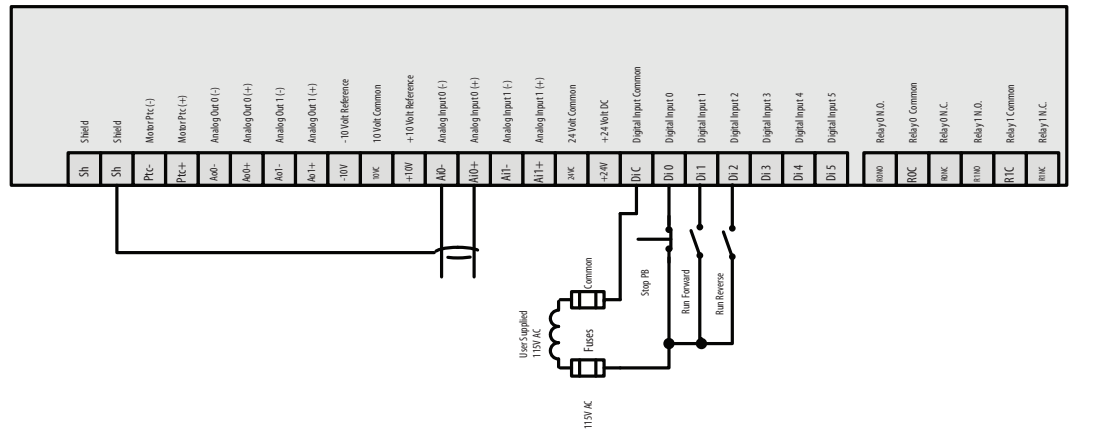 Shield
Shield
Motor Ptc (-)
Motor Ptc (+)
Analog Out 0 (-)
Analog Out 0 (+)
Analog Out 1 (-)
Analog Out 1 (+)
-10 Volt Reference
10 Volt Common
+10 Volt Reference
Analog Input 0 (-)
Analog Input 0 (+)
Analog Input 1 (-)
Analog Input 1 (+)
24 Volt Common
+24 Volt DC
Digital Input Common
Digital Input 0
Digital Input 1
Digital Input 2
Digital Input 3
Digital Input 4
Digital Input 5
Relay 0 N.O.
Relay 0 Common
Relay 0 N.C.
Relay 1 N.O.
Relay 1 Common
Relay 1 N.C.
Sh
Sh
Ptc-
Ptc+
Ao0-
Ao0+
Ao1-
Ao1+
-10V
10VC
+10V
Ai0-
Ai0+
Ai1-
Ai1+
24VC
+24V
Di C
Di 0
Di 1
Di 2
Di 3
Di 4
Di 5
R0NO
R0C
R0NC
R1NO
R1C
R1NC
User Supplied
115V AC
Common
Fuses
115V AC
Stop PB
Run Forward
Run Reverse